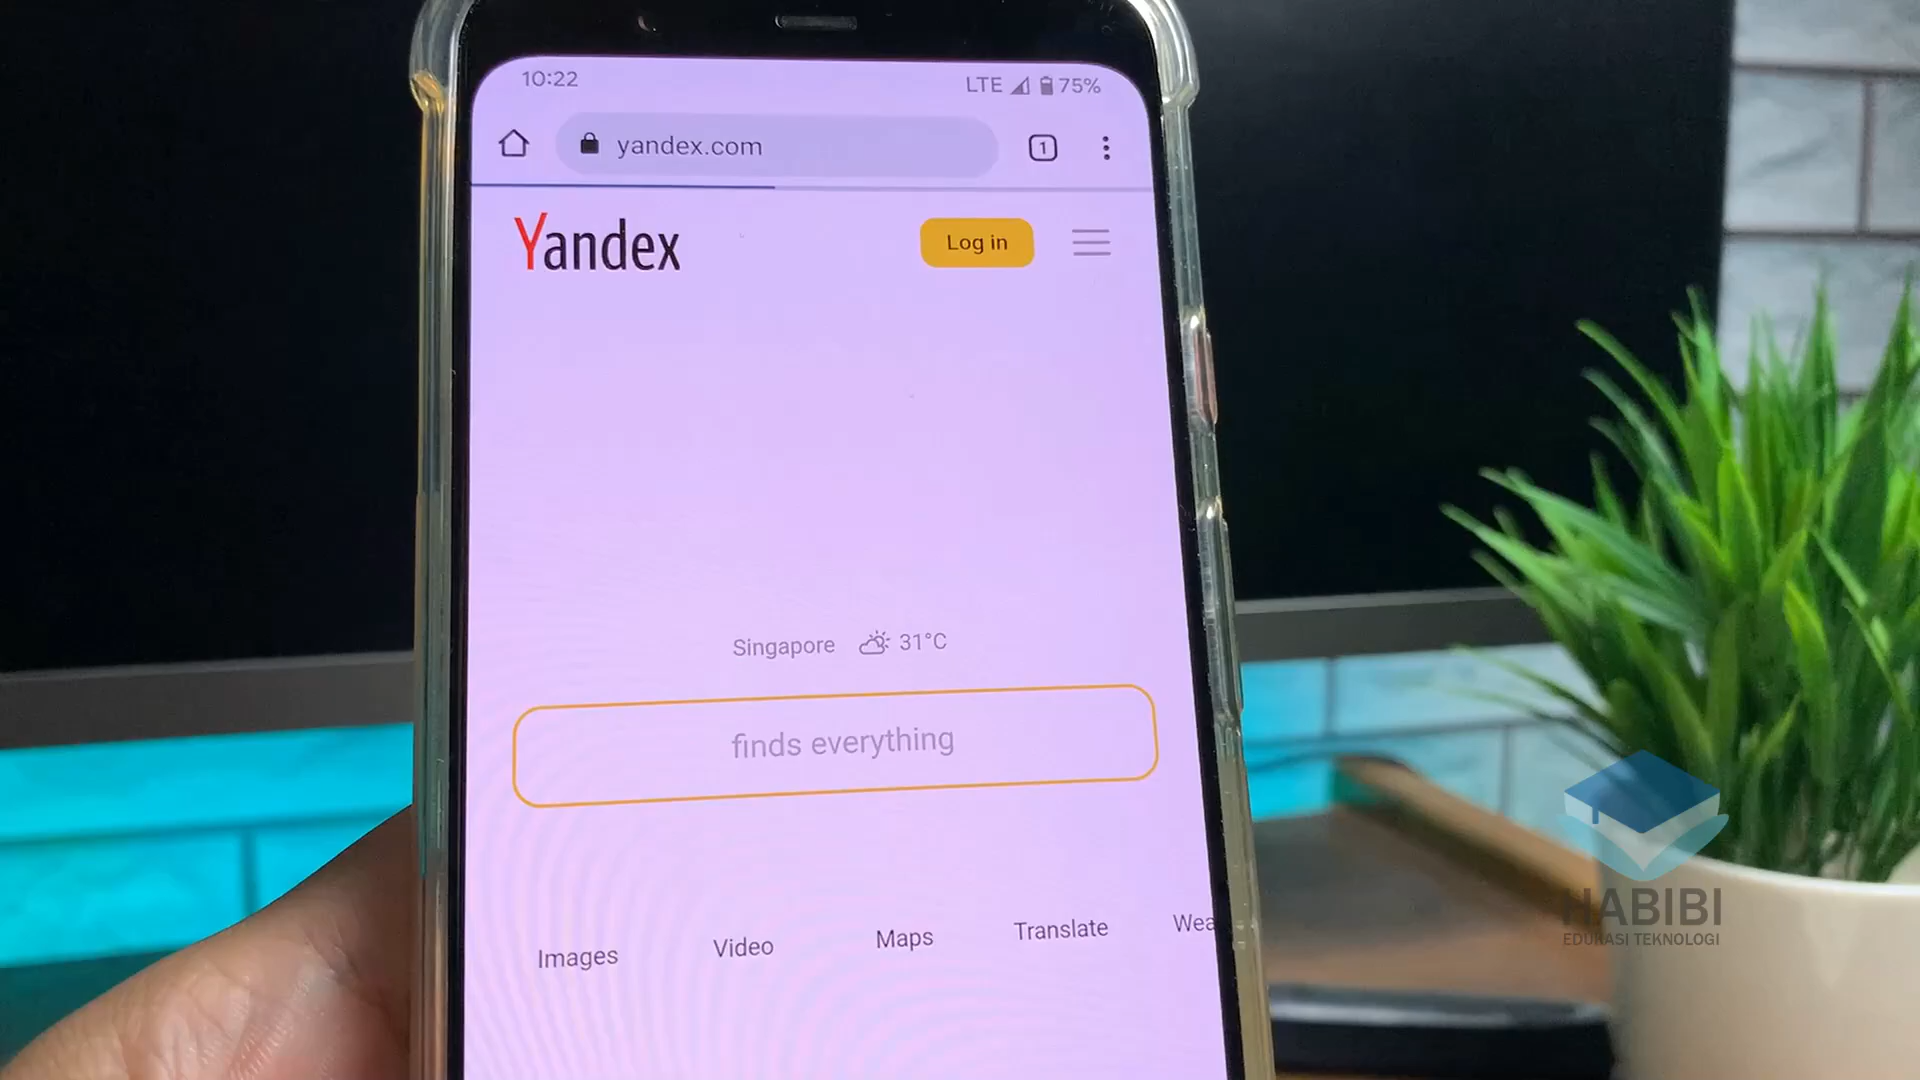 10:22 LTE 75%
yandex.com 1
Yandex Log in
Singapore 31°C
finds everything
Images Video Maps Translate Wea
HABIBI
EDUKASI TEKNOLOGI